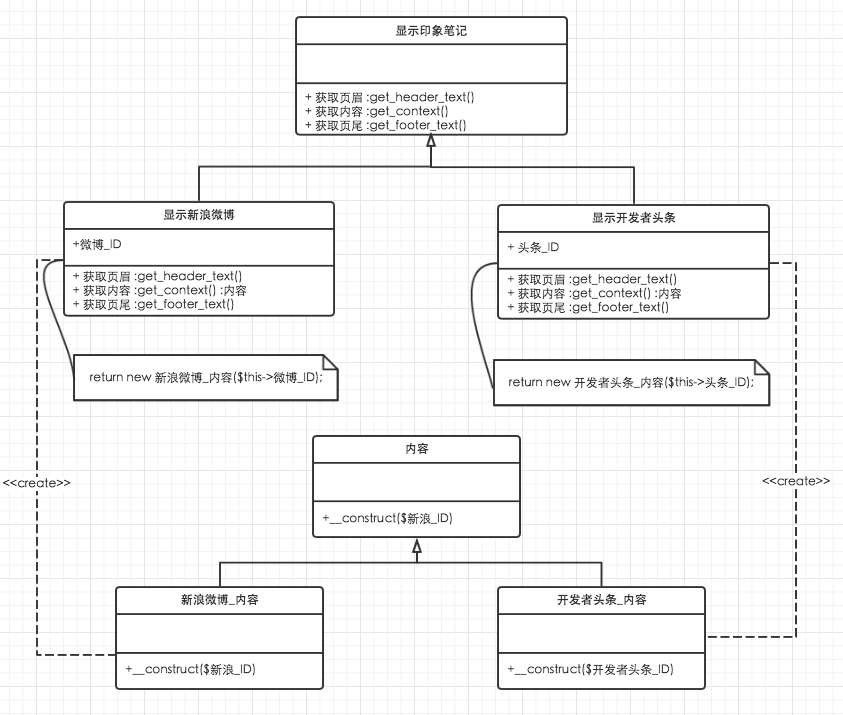 显示印象笔记
+ 获取页眉 :get_header_text()
+ 获取内容 :get_context()
+ 获取页尾 :get_footer_text()
显示新浪微博
+微博_ID
+ 获取页眉 :get_header_text()
+ 获取内容 :get_context() :内容
+ 获取页尾 :get_footer_text()
显示开发者头条
+ 头条_ID
+ 获取页眉 :get_header_text()
+ 获取内容 :get_context() :内容
+ 获取页尾 :get_footer_text()
return new 新浪微博_内容($this->微博_ID);
return new 开发者头条_内容($this->头条_ID);
内容
+__construct($新浪_ID)
<<create>>
<<create>>
新浪微博_内容
+__construct($新浪_ID)
开发者头条_内容
+__construct($开发者头条_ID)